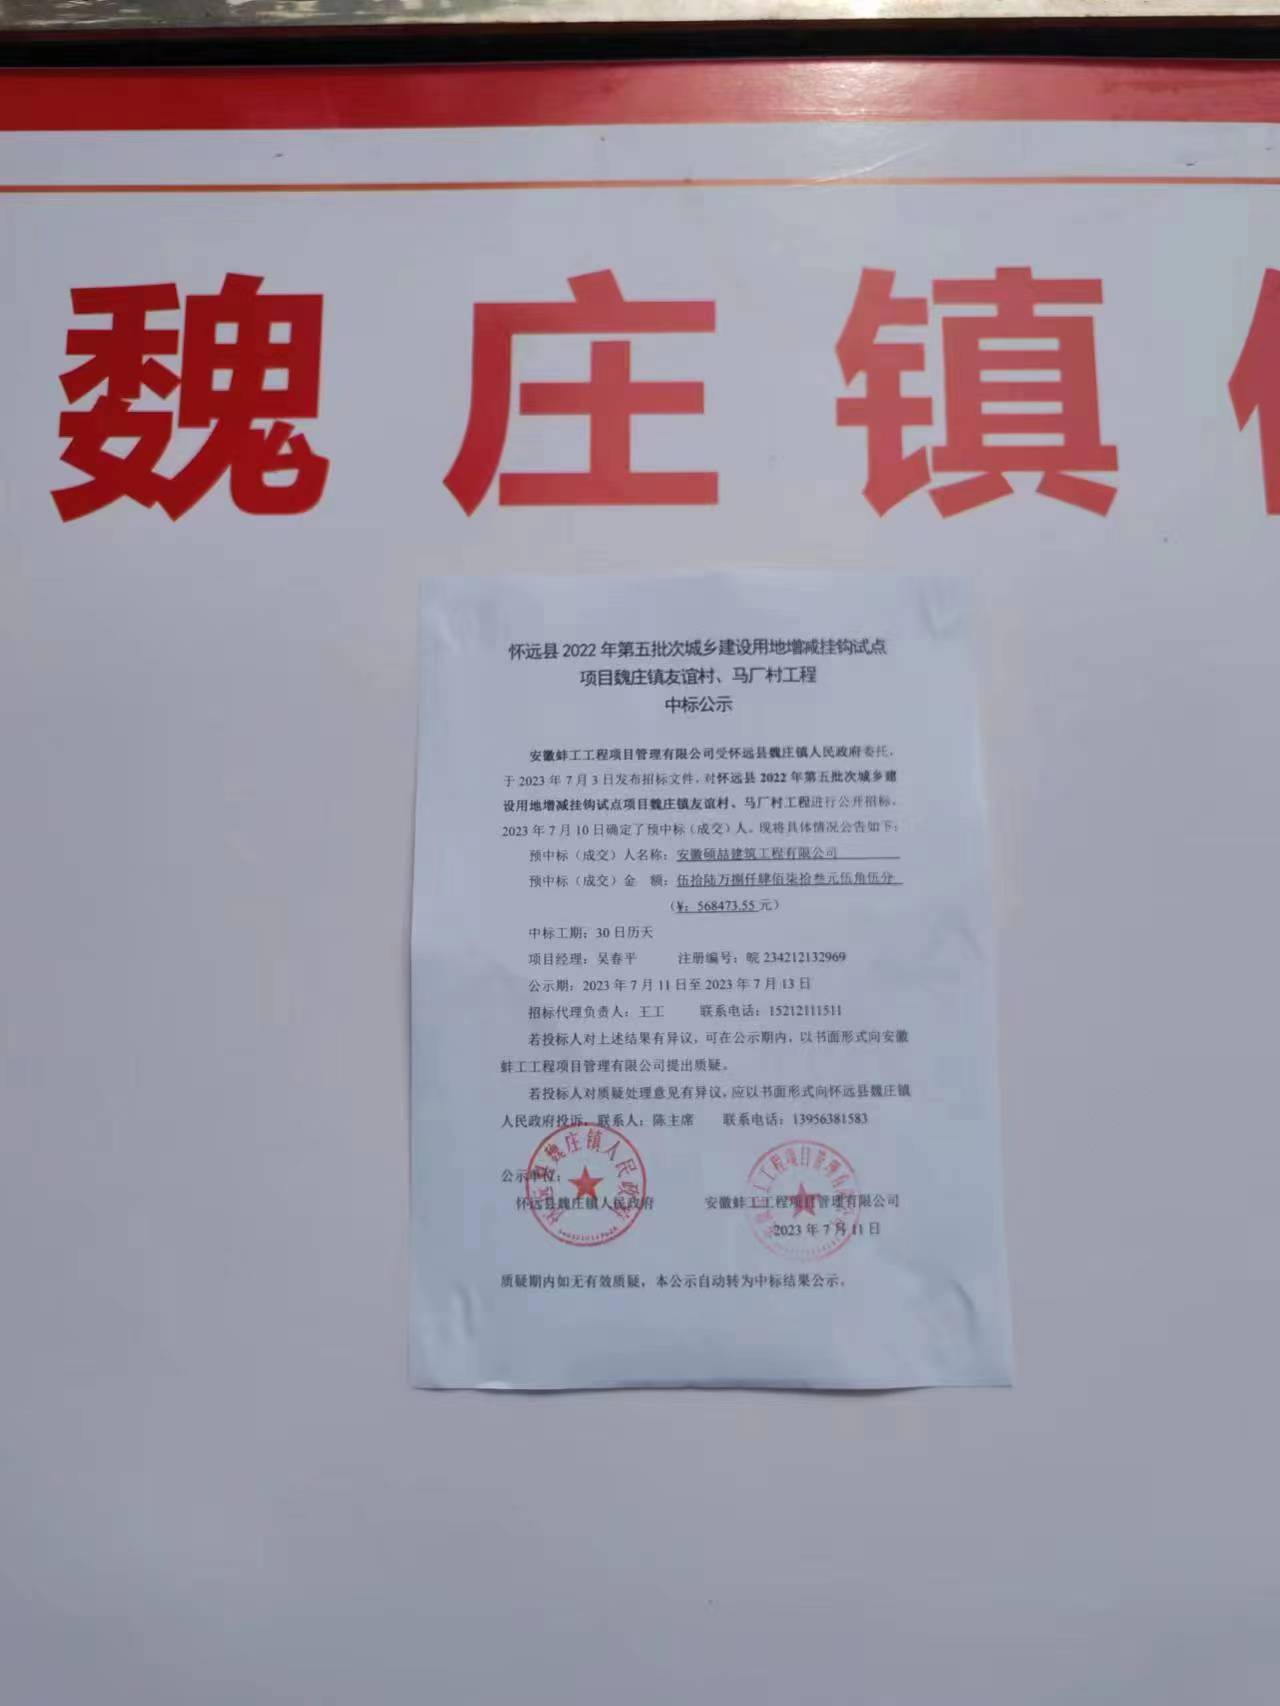 魏庄镇
怀远县2022年第五批次城乡建设用地增减挂钩试点
项目魏庄镇友谊村、马厂村工程
中标公示
安徽蚌工工程项目管理有限公司受怀远县魏庄镇人民政府委托，
于2023年7月3日发布招标文件，对怀远县2022年第五批次城乡建
设用地增减挂钩试点项目魏庄镇友谊村、马厂村工程进行公开招标，
2023年7月10日确定了预中标（成交）人。现将具体情况公告如下：
预中标（成交）人名称：安徽硕喆建筑工程有限公司
预中标（成交）金 额：伍拾陆万捌仟肆佰柒拾叁元伍角伍分
（¥：568473.55元）
中标工期：30日历天
项目经理：吴春平 注册编号：皖234212132969
公示期：2023年7月11日至2023年7月13日
招标代理负责人：王工 联系电话：15212111511
若投标人对上述结果有异议，可在公示期内，以书面形式向安徽
蚌工工程项目管理有限公司提出质疑。
若投标人对质疑处理意见有异议，应以书面形式向怀远县魏庄镇
人民政府投诉，联系人：陈主席 联系电话：13956381583
公示单位：
怀远县魏庄镇人民政府 安徽蚌工工程项目管理有限公司
2023年7月11日
质疑期内如无有效质疑，本公示自动转为中标结果公示。